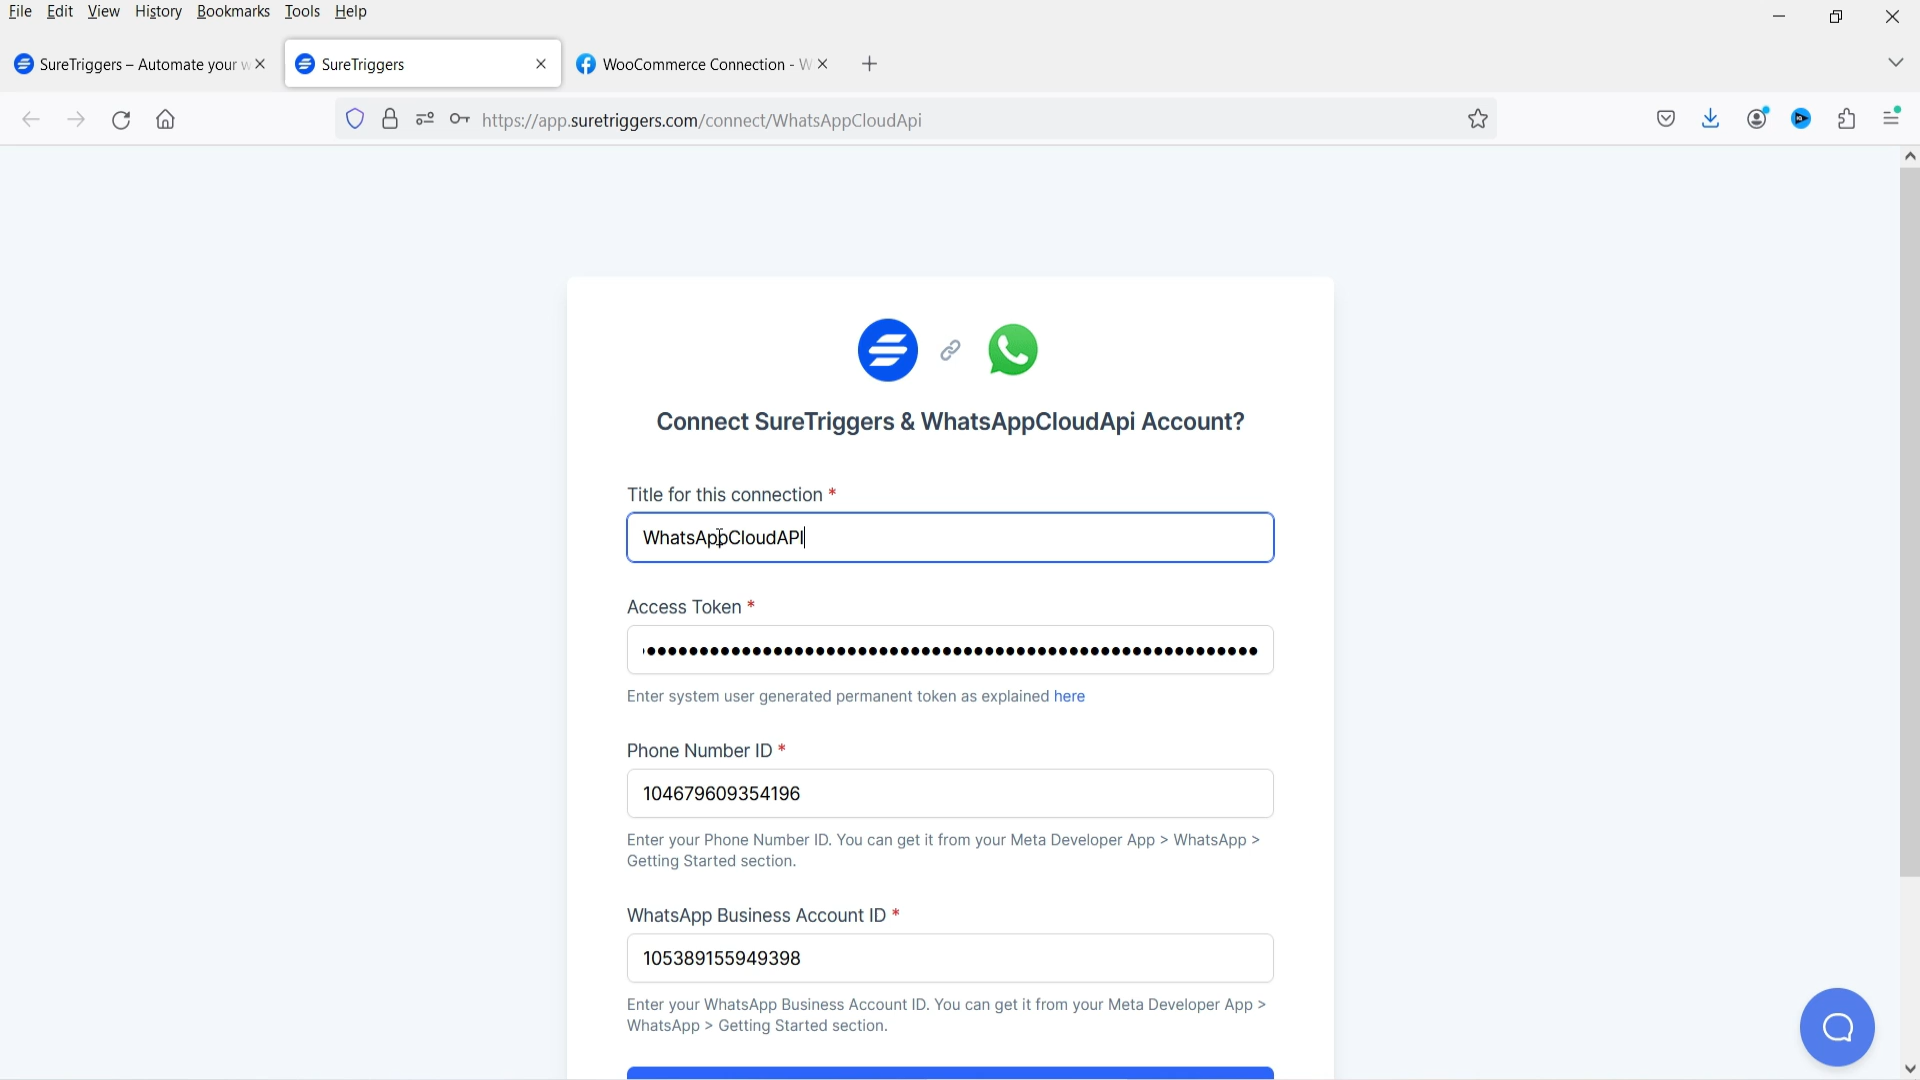 File Edit View History Bookmarks Tools Help
SureTriggers – Automate your w
SureTriggers
WooCommerce Connection - W
https://app.suretriggers.com/connect/WhatsAppCloudApi
Connect SureTriggers & WhatsAppCloudApi Account?
Title for this connection *
WhatsAppCloudAPI
Access Token *
••••••••••••••••••••••••••••••••••••••••••••••••••••••••••
Enter system user generated permanent token as explained here
Phone Number ID *
104679609354196
Enter your Phone Number ID. You can get it from your Meta Developer App > WhatsApp >
Getting Started section.
WhatsApp Business Account ID *
105389155949398
Enter your WhatsApp Business Account ID. You can get it from your Meta Developer App >
WhatsApp > Getting Started section.